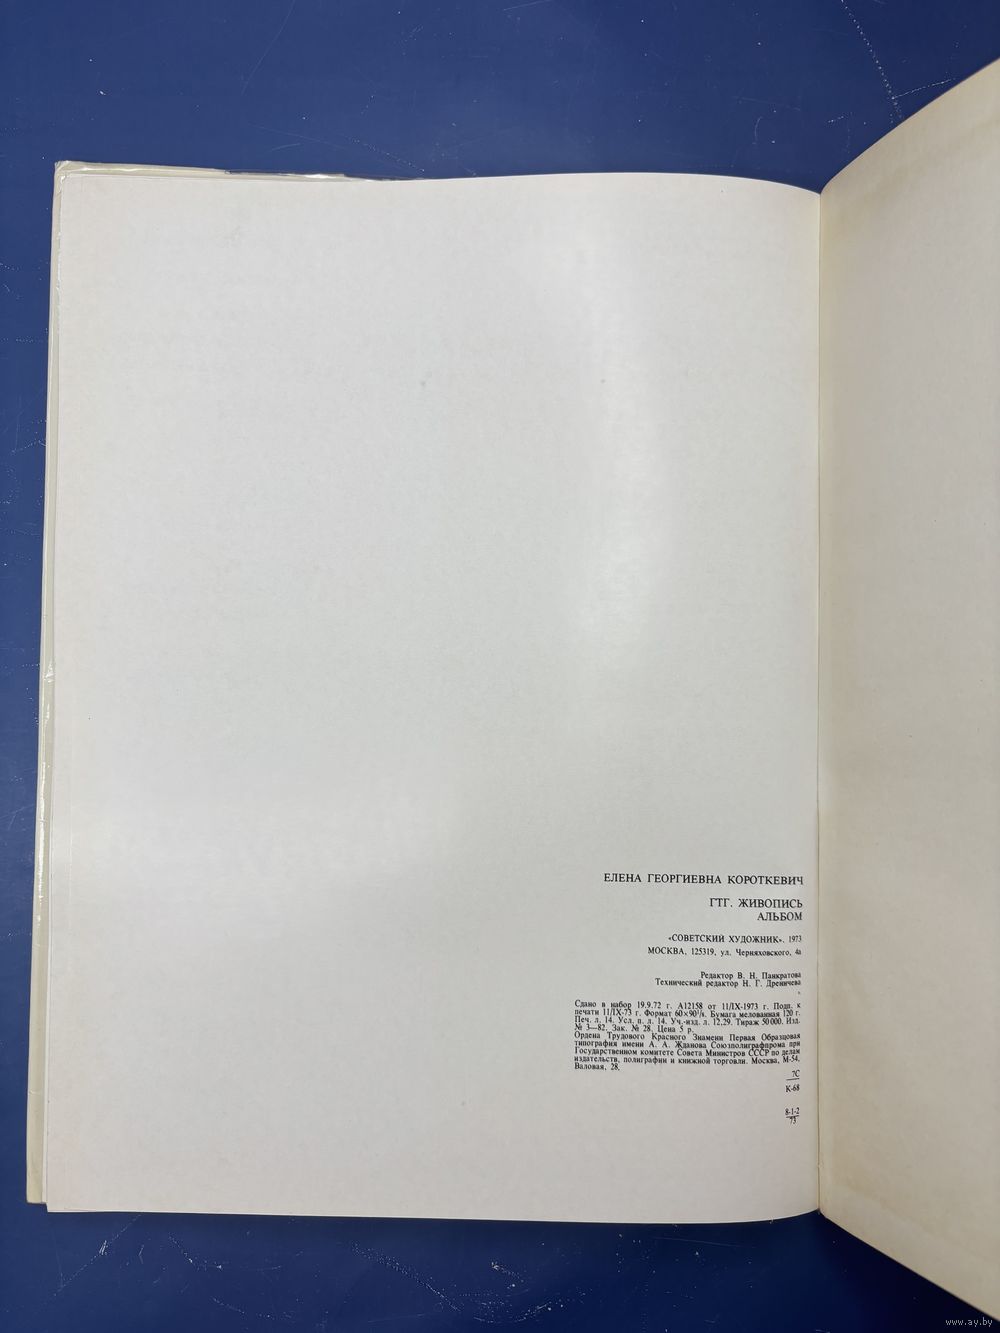 ЕЛЕНА ГЕОРГИЕВНА КОРОТКЕВИЧ
ГТГ. ЖИВОПИСЬ
АЛЬБОМ
«СОВЕТСКИЙ ХУДОЖНИК». 1973
МОСКВА, 125319, ул. Черняховского, 4а
Редактор В. Н. Панкратова
Технический редактор Н. Г. Дреничева
Сдано в набор 19.9.72 г. А12158 от 11/IX-1973 г. Подп. к
печати 11/IX-73 г. Формат 60×90¹/₈. Бумага мелованная 120 г.
Печ. л. 14. Усл. п. л. 14. Уч.-изд. л. 12,29. Тираж 50 000. Изд.
№ 3—82. Зак. № 28. Цена 5 р.
Ордена Трудового Красного Знамени Первая Образцовая
типография имени А. А. Жданова Союзполиграфпрома при
Государственном комитете Совета Министров СССР по делам
издательств, полиграфии и книжной торговли. Москва, М-54,
Валовая, 28.
7С
К-68
8-1-2
73
www.ay.by